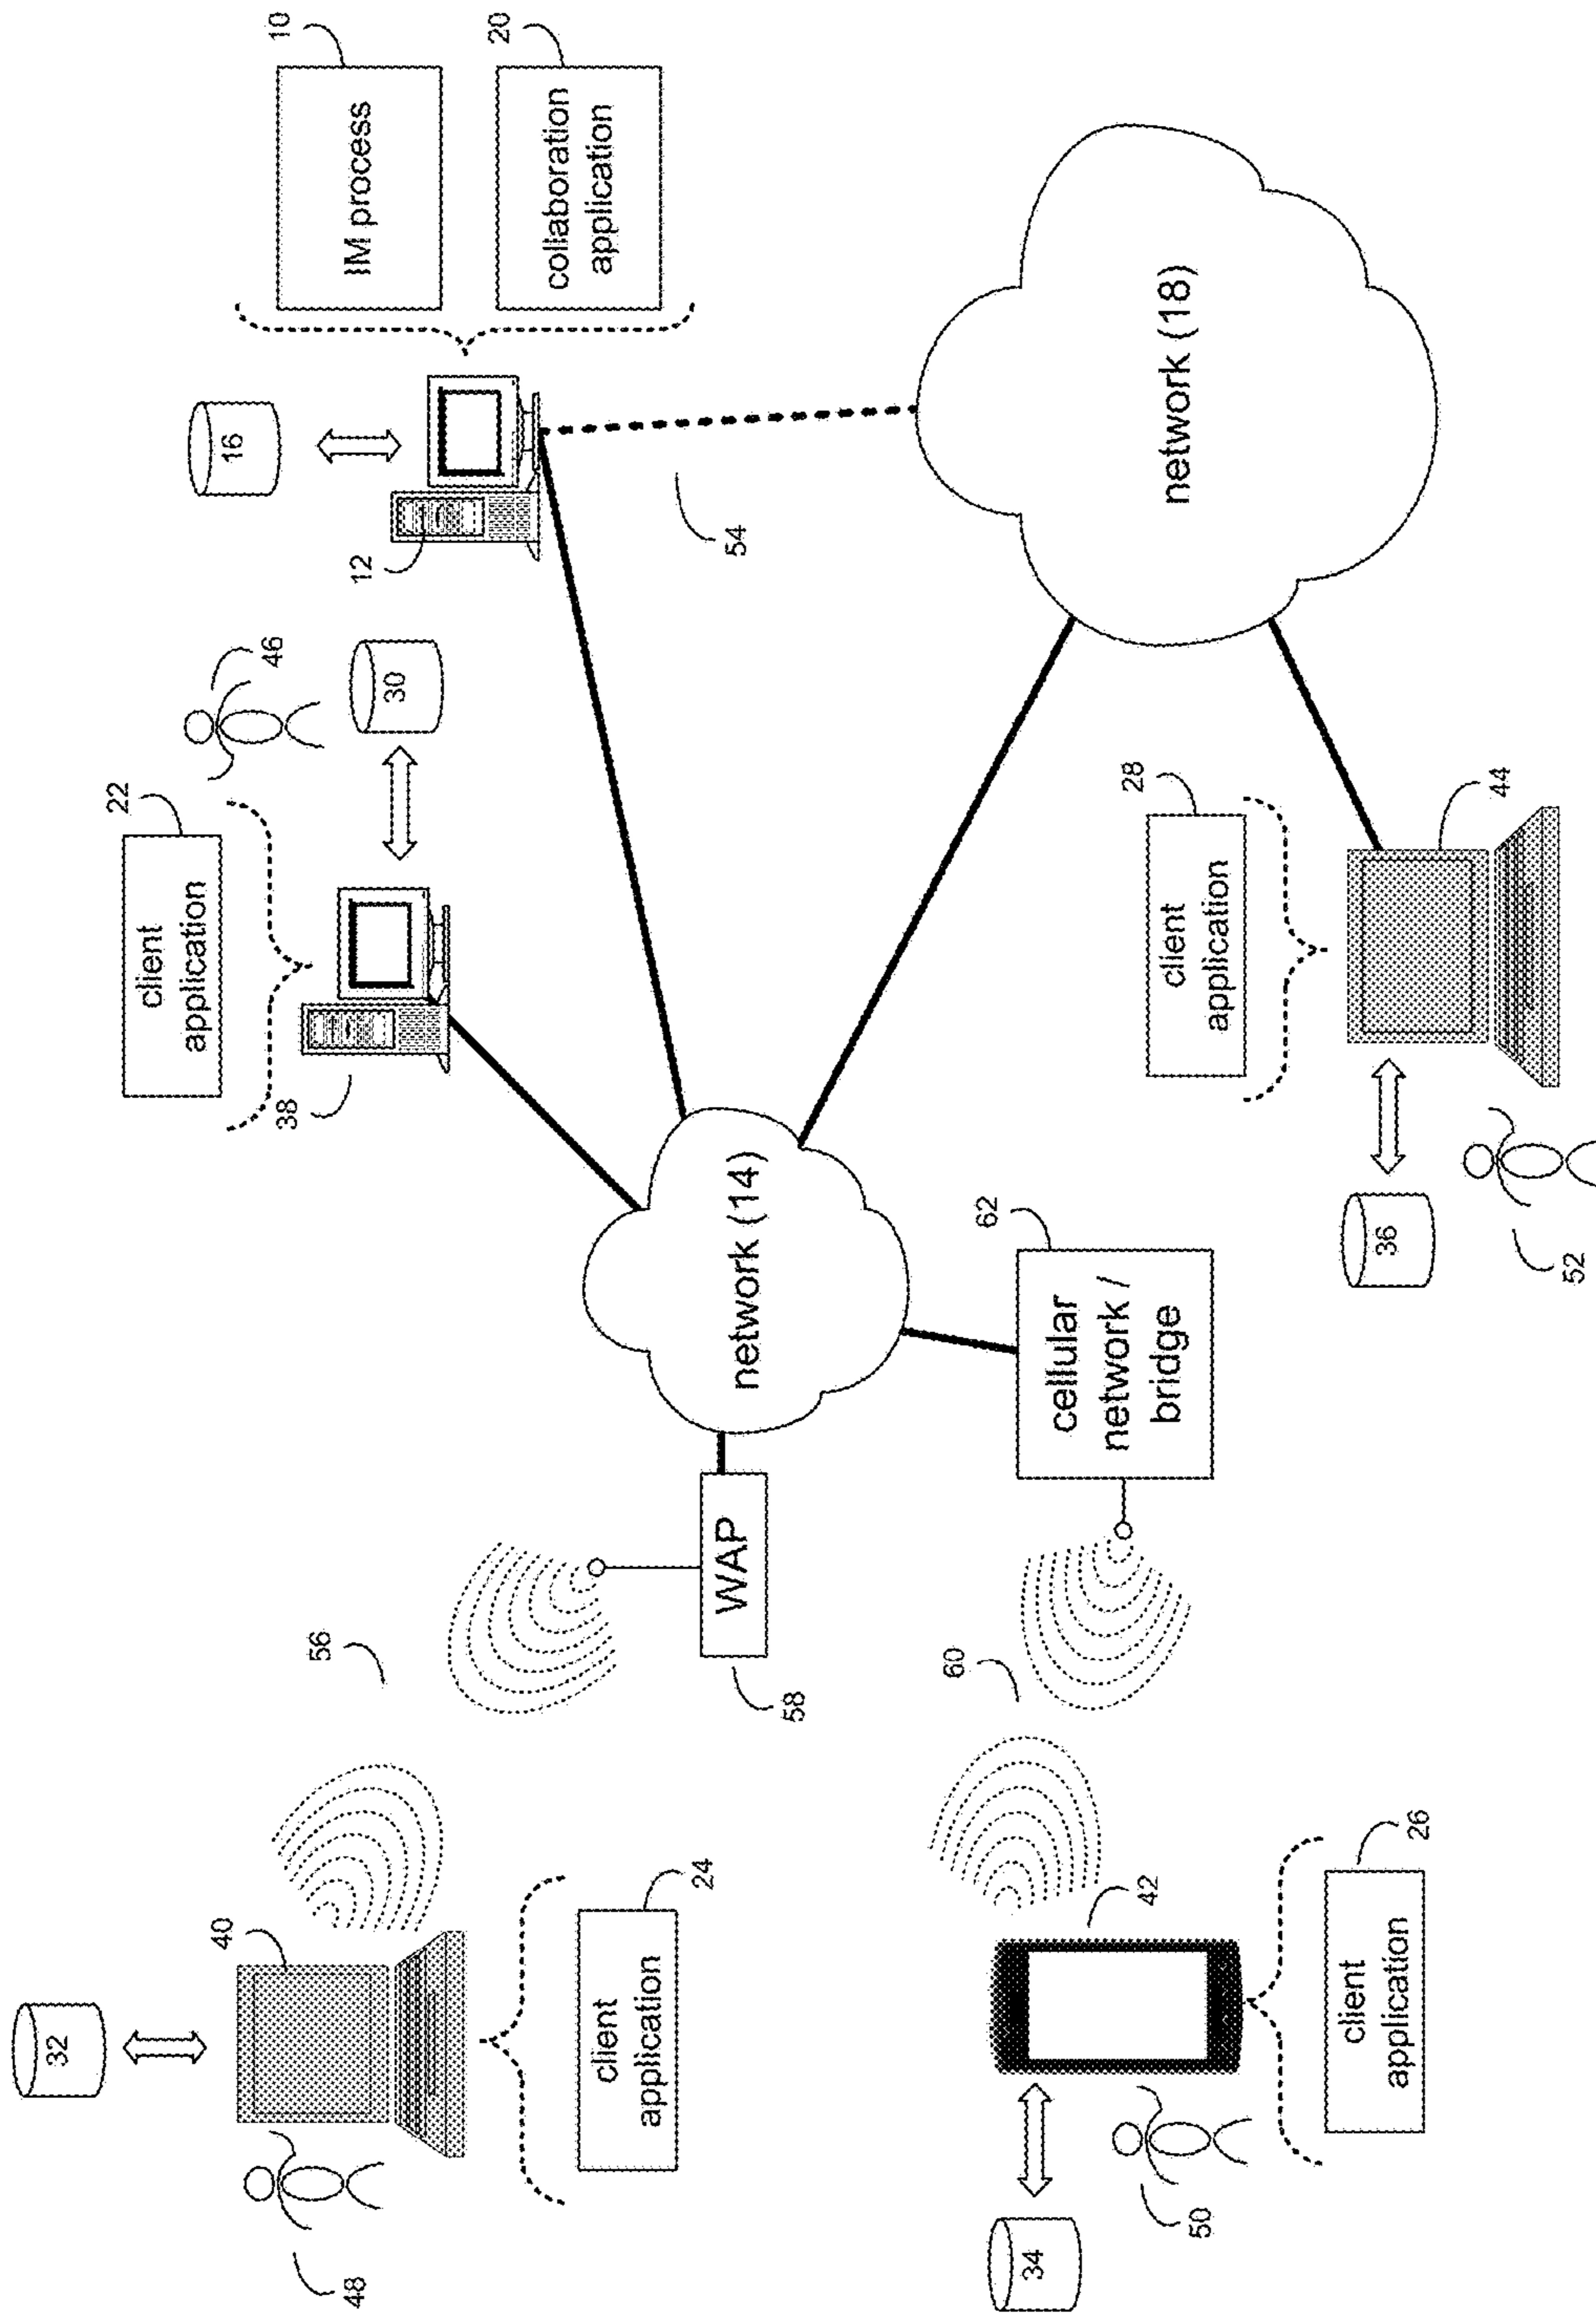 32
40
48
client
application
24
56
WAP
58
client
application
22
38
46
30
16
12
IM process
10
collaboration
application
20
54
network (14)
34
50
42
client
application
26
60
cellular
network /
bridge
62
network (18)
client
application
28
44
36
52